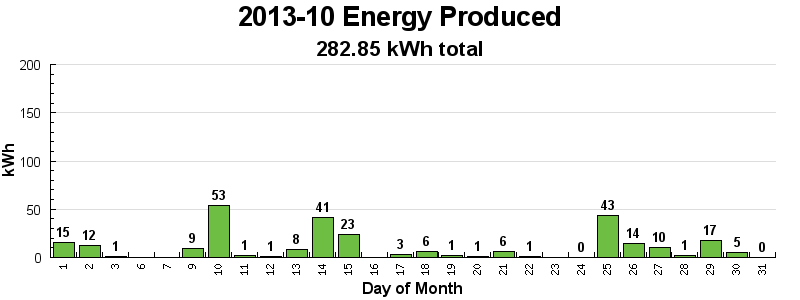 2013-10 Energy Produced
282.85 kWh total
kWh
200
150
100
50
0
15 12 1 9 53 1 1 8 41 23 3 6 1 1 6 1 0 43 14 10 1 17 5 0
1 2 3 6 7 9 10 11 12 13 14 15 16 17 18 19 20 21 22 23 24 25 26 27 28 29 30 31
Day of Month